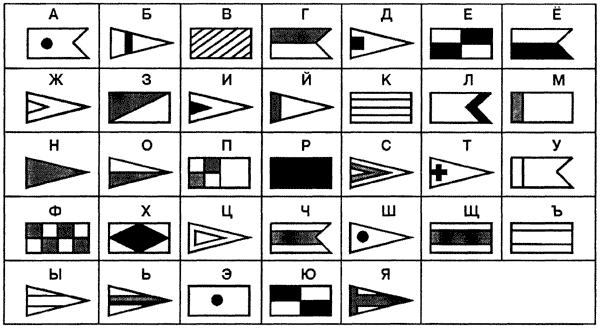 А Б В Г Д Е Ё
Ж З И Й К Л М
Н О П Р С Т У
Ф Х Ц Ч Ш Щ Ъ
Ы Ь Э Ю Я